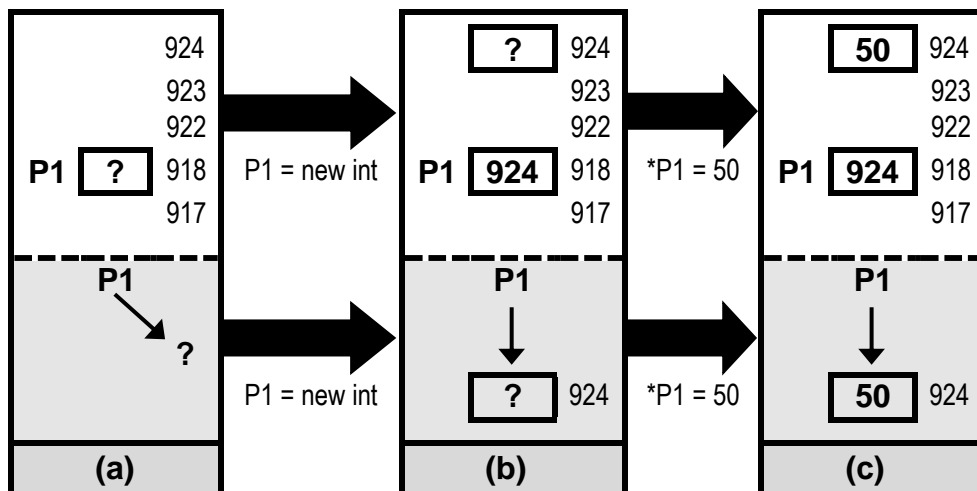 924
923
922
P1 ? 918
917
P1
?
(a)
P1 = new int
P1 = new int
? 924
923
922
P1 924 918
917
P1
? 924
(b)
*P1 = 50
*P1 = 50
50 924
923
922
P1 924 918
917
P1
50 924
(c)